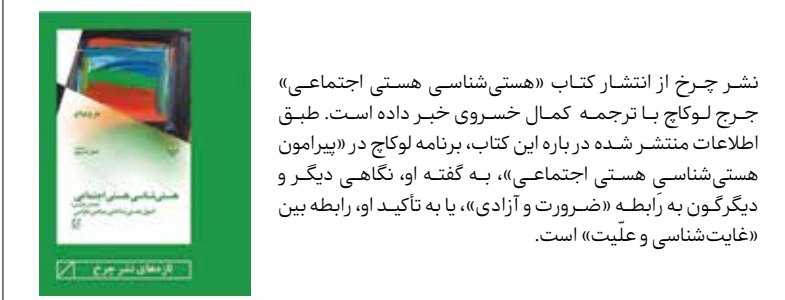 نشر چرخ از انتشار کتاب «هستی‌شناسی هستی اجتماعی»
جرج لوکاچ با ترجمه کمال خسروی خبر داده است. طبق
اطلاعات منتشر شده درباره این کتاب، برنامه لوکاچ در «پیرامون
هستی‌شناسیِ هستی اجتماعی»، به گفته او، نگاهی دیگر و
دیگرگون به رابطه «ضرورت و آزادی»، یا به تأکید او، رابطه بین
«غایت‌شناسی و علّیت» است.
هستی‌شناسی هستی اجتماعی
تازه‌های نشر چرخ